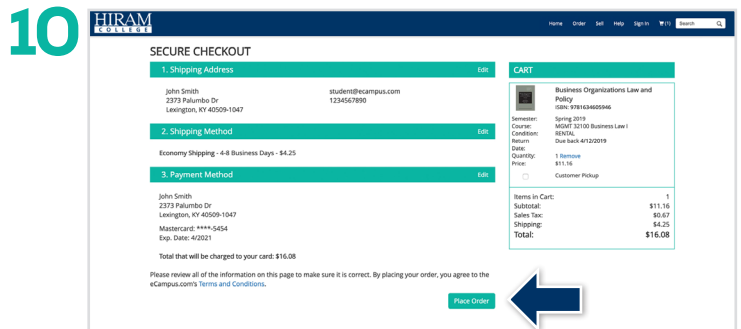 10
HIRAM
COLLEGE
Home Order Sell Help Sign In (1) Search
SECURE CHECKOUT
1. Shipping Address Edit
John Smith student@ecampus.com
2373 Palumbo Dr 1234567890
Lexington, KY 40509-1047
2. Shipping Method Edit
Economy Shipping - 4-8 Business Days - $4.25
3. Payment Method Edit
John Smith
2373 Palumbo Dr
Lexington, KY 40509-1047
Mastercard: ****-5454
Exp. Date: 4/2021
Total that will be charged to your card: $16.08
Please review all of the information on this page to make sure it is correct. By placing your order, you agree to the
eCampus.com's Terms and Conditions.
Place Order
CART
Business Organizations Law and
Policy
ISBN: 9781634605946
Semester: Spring 2019
Course: MGMT 32100 Business Law I
Condition: RENTAL
Return Due back 4/12/2019
Date:
Quantity: 1 Remove
Price: $11.16
Customer Pickup
Items in Cart: 1
Subtotal: $11.16
Sales Tax: $0.67
Shipping: $4.25
Total: $16.08